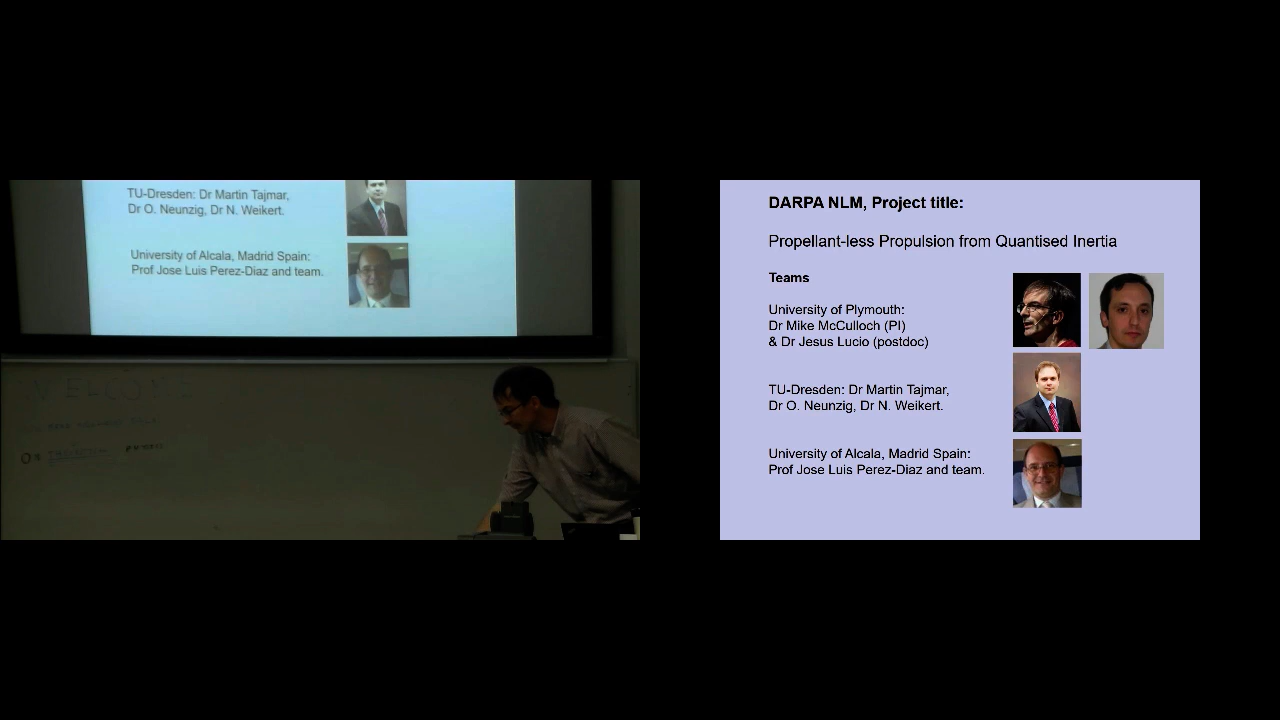 TU-Dresden: Dr Martin Tajmar,
Dr O. Neunzig, Dr N. Weikert.
University of Alcala, Madrid Spain:
Prof Jose Luis Perez-Diaz and team.
WELCOME
DARPA NLM, Project title:
Propellant-less Propulsion from Quantised Inertia
Teams
University of Plymouth:
Dr Mike McCulloch (PI)
& Dr Jesus Lucio (postdoc)
TU-Dresden: Dr Martin Tajmar,
Dr O. Neunzig, Dr N. Weikert.
University of Alcala, Madrid Spain:
Prof Jose Luis Perez-Diaz and team.